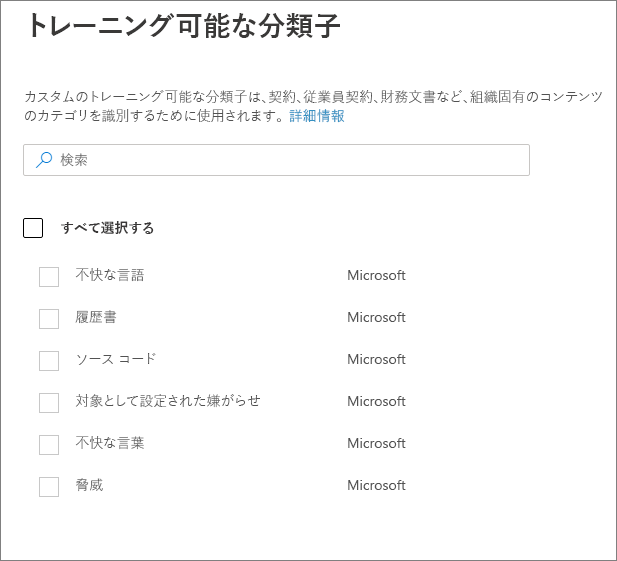 トレーニング可能な分類子
カスタムのトレーニング可能な分類子は、契約、従業員契約、財務文書など、組織固有のコンテンツ
のカテゴリを識別するために使用されます。詳細情報
検索
すべて選択する
不快な言語 Microsoft
履歴書 Microsoft
ソース コード Microsoft
対象として設定された嫌がらせ Microsoft
不快な言葉 Microsoft
脅威 Microsoft